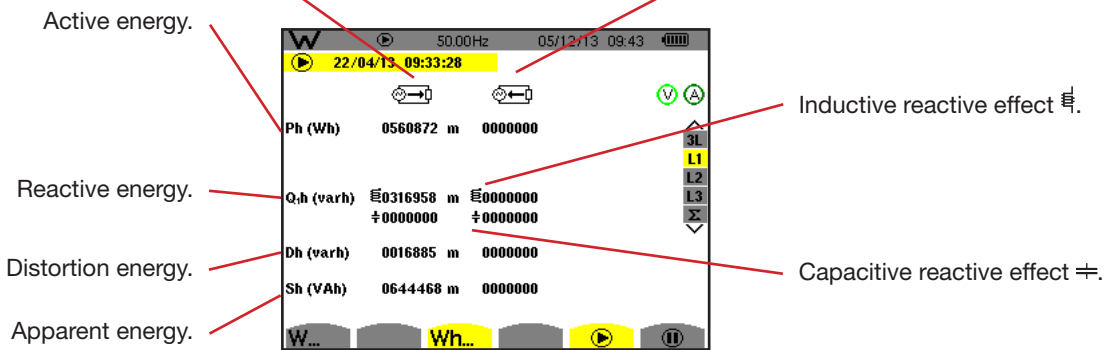 Active energy.
W 50.00Hz 05/12/13 09:43
22/04/13 09:33:28
V A
Inductive reactive effect .
Ph (Wh) 0560872 m 0000000
3L
L1
L2
L3
Σ
Reactive energy.
Q₁h (varh) 0316958 m 0000000
0000000 0000000
Dh (varh) 0016885 m 0000000
Distortion energy.
Capacitive reactive effect .
Sh (VAh) 0644468 m 0000000
Apparent energy.
W... Wh...